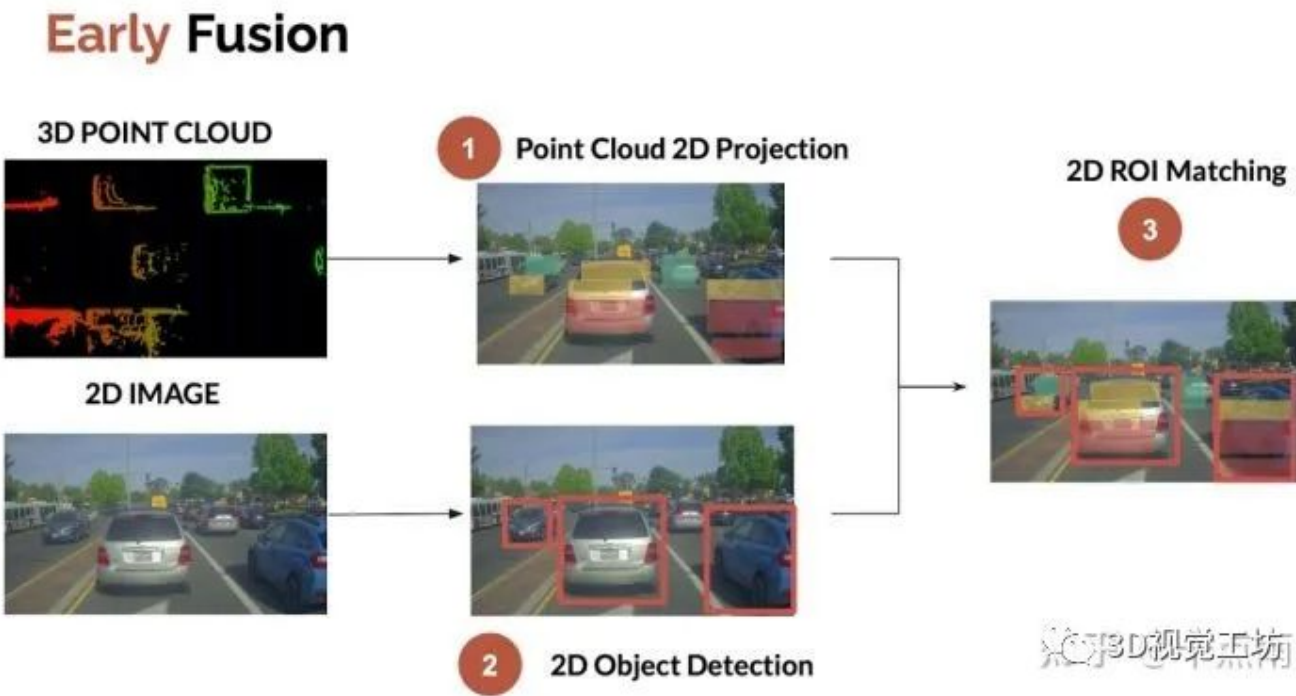 Early Fusion
3D POINT CLOUD
1 Point Cloud 2D Projection
2D ROI Matching
3
2D IMAGE
2 2D Object Detection
3D视觉工坊